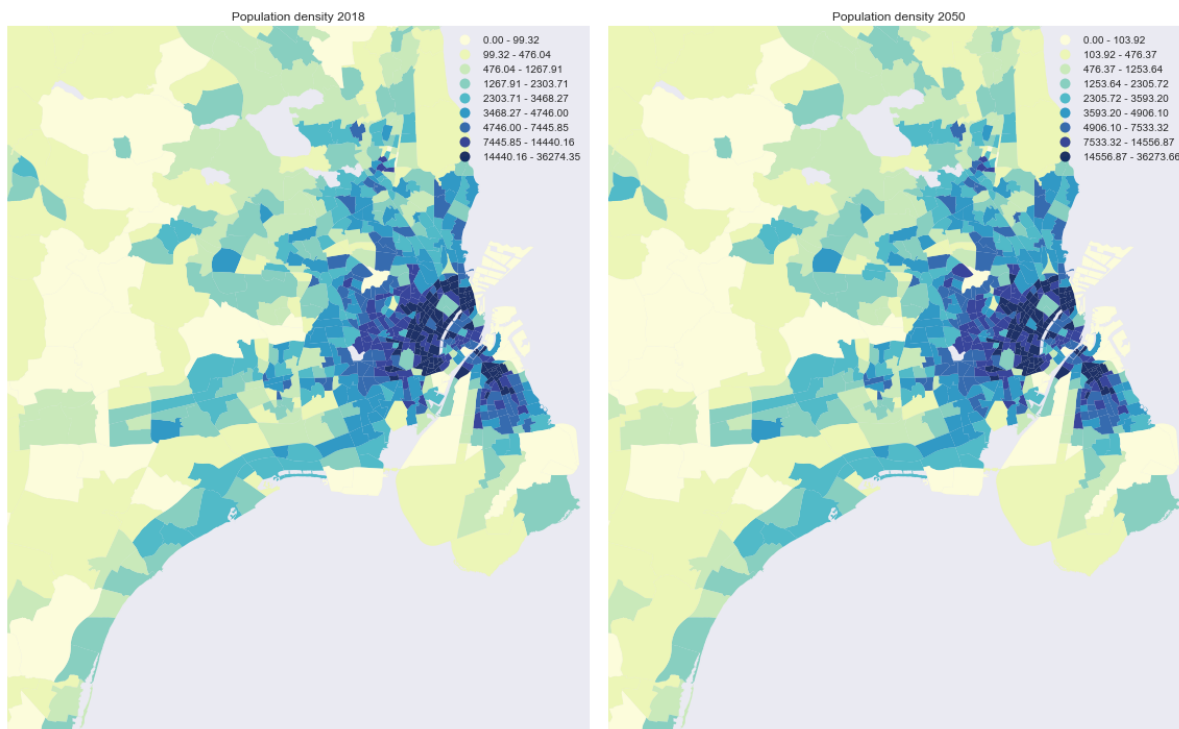 Population density 2018
0.00 - 99.32
99.32 - 476.04
476.04 - 1267.91
1267.91 - 2303.71
2303.71 - 3468.27
3468.27 - 4746.00
4746.00 - 7445.85
7445.85 - 14440.16
14440.16 - 36274.35
Population density 2050
0.00 - 103.92
103.92 - 476.37
476.37 - 1253.64
1253.64 - 2305.72
2305.72 - 3593.20
3593.20 - 4906.10
4906.10 - 7533.32
7533.32 - 14556.87
14556.87 - 36273.66